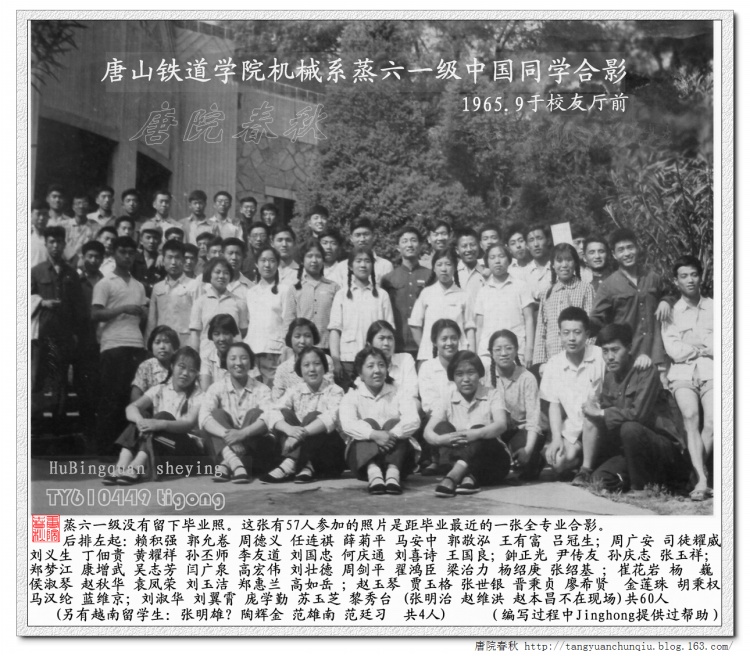 唐山铁道学院机械系蒸六一级中国同学合影
1965.9于校友厅前
唐院春秋
HuBingquan sheying
TY610449 Ligong
蒸六一级没有留下毕业照。这张有57人参加的照片是距毕业最近的一张全专业合影。
后排左起：赖积强 郭允卷 周德义 任连祺 薛菊平 马安中 郭敬泓 王有富 吕冠生；周广安 司徒耀威
刘义生 丁佃贵 黄耀祥 孙丕师 李友道 刘国忠 何庆通 刘喜诗 王国良；钟正光 尹传友 孙庆志 张玉祥；
郑梦江 康增武 吴志芳 闫广泉 高宏伟 刘壮德 周剑平 翟鸿臣 梁治力 杨绍庚 张绍基；崔花岩 杨 巍
侯淑琴 赵秋华 袁凤荣 刘玉洁 郑惠兰 高如岳；赵玉琴 贾玉格 张世银 晋秉贞 廖希贤 金莲珠 胡秉权
马汉纶 蓝维京；刘淑华 刘翼霄 庞学勤 苏玉芝 黎秀台 (张明治 赵维洪 赵本昌不在现场)共60人
(另有越南留学生：张明雄？陶辉金 范雄南 范廷习 共4人) (编写过程中Jinghong提供过帮助)
唐院春秋 http://tangyuanchunqiu.blog.163.com/